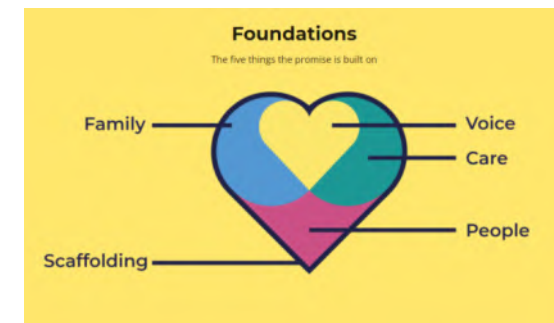 Foundations
The five things the promise is built on
Family
Voice
Care
People
Scaffolding